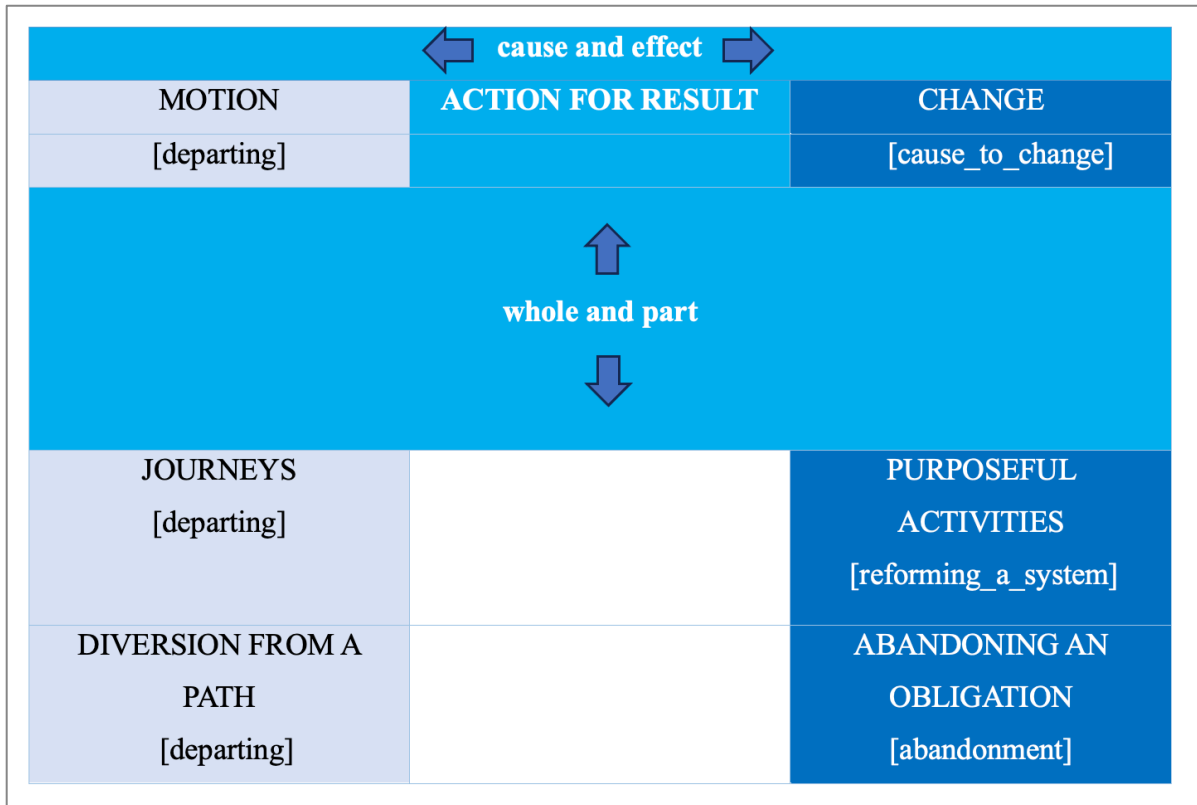 cause and effect
MOTION ACTION FOR RESULT CHANGE
[departing] [cause_to_change]
whole and part
JOURNEYS PURPOSEFUL
[departing] ACTIVITIES
[reforming_a_system]
DIVERSION FROM A ABANDONING AN
PATH OBLIGATION
[departing] [abandonment]